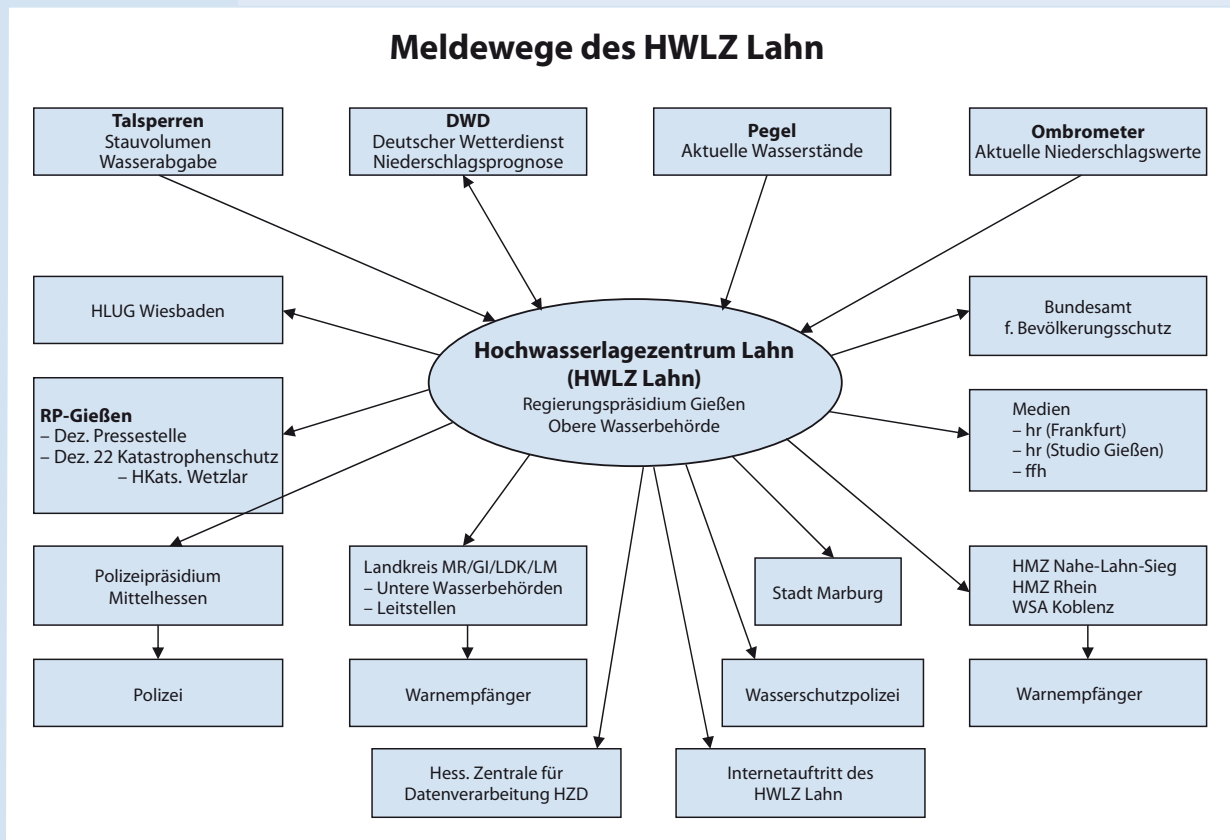 Meldewege des HWLZ Lahn
Talsperren
Stauvolumen
Wasserabgabe
DWD
Deutscher Wetterdienst
Niederschlagsprognose
Pegel
Aktuelle Wasserstände
Ombrometer
Aktuelle Niederschlagswerte
HLUG Wiesbaden
Hochwasserlagezentrum Lahn
(HWLZ Lahn)
Regierungspräsidium Gießen
Obere Wasserbehörde
Bundesamt
f. Bevölkerungsschutz
RP-Gießen
– Dez. Pressestelle
– Dez. 22 Katastrophenschutz
– HKats. Wetzlar
Medien
– hr (Frankfurt)
– hr (Studio Gießen)
– ffh
Polizeipräsidium
Mittelhessen
Landkreis MR/GI/LDK/LM
– Untere Wasserbehörden
– Leitstellen
Stadt Marburg
HMZ Nahe-Lahn-Sieg
HMZ Rhein
WSA Koblenz
Polizei
Warnempfänger
Wasserschutzpolizei
Warnempfänger
Hess. Zentrale für
Datenverarbeitung HZD
Internetauftritt des
HWLZ Lahn